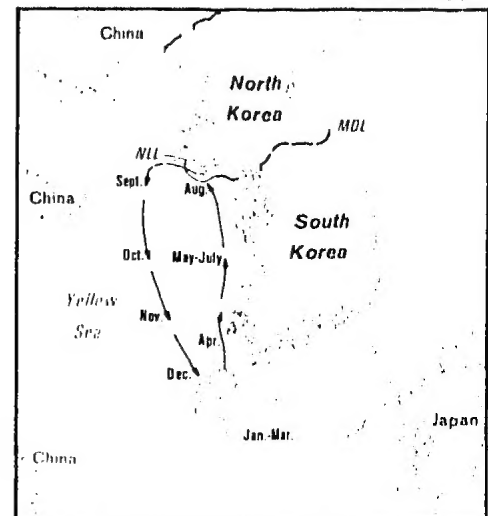 China
North
Korea
MDL
NLL
China
Sept.
Aug.
South
Korea
Oct.
May-July
Yellow
Sea
Nov.
Apr.
Dec.
Jan.-Mar.
Japan
China